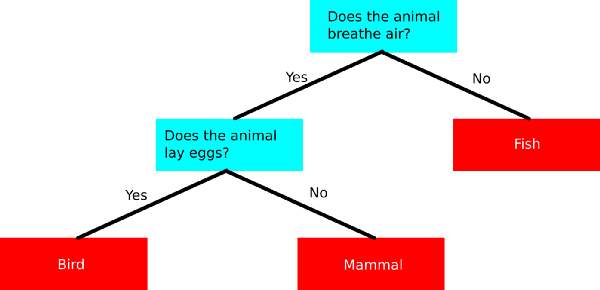 Does the animal
breathe air?
Yes
No
Does the animal
lay eggs?
Fish
Yes
No
Bird
Mammal